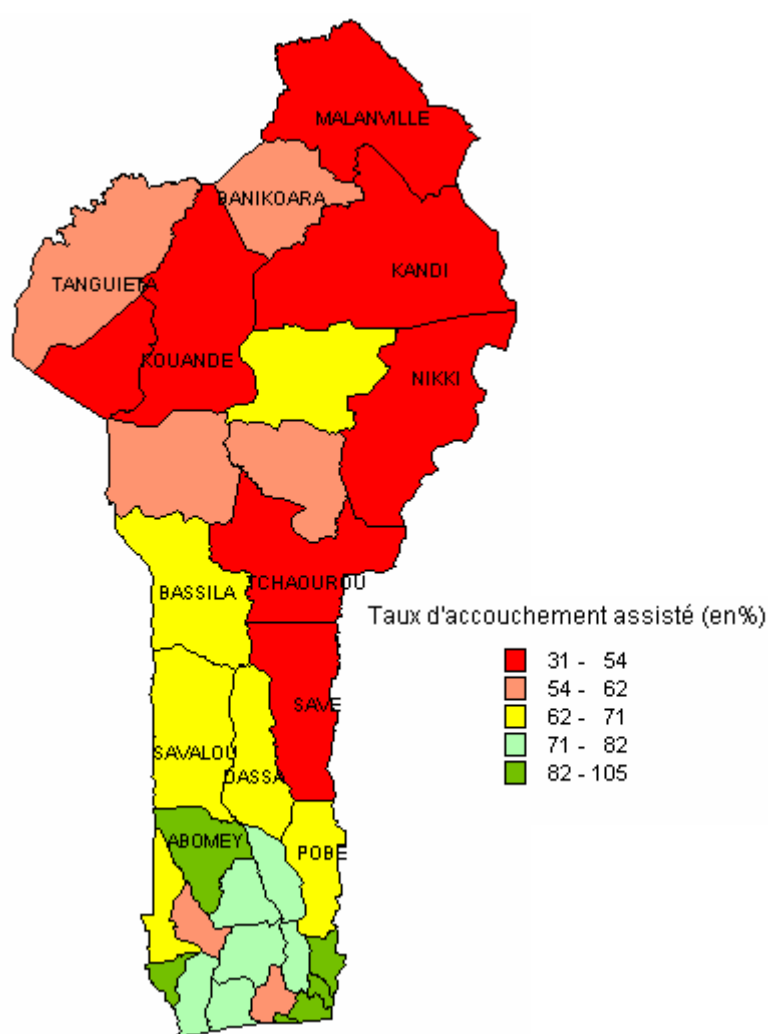 MALANVILLE
BANIKOARA
KANDI
TANGUIETA
KOUANDE
NIKKI
TCHAOUROU
BASSILA
Taux d'accouchement assisté (en%)
31 - 54
54 - 62
62 - 71
71 - 82
82 - 105
SAVE
SAVALOU
DASSA
ABOMEY
POBE